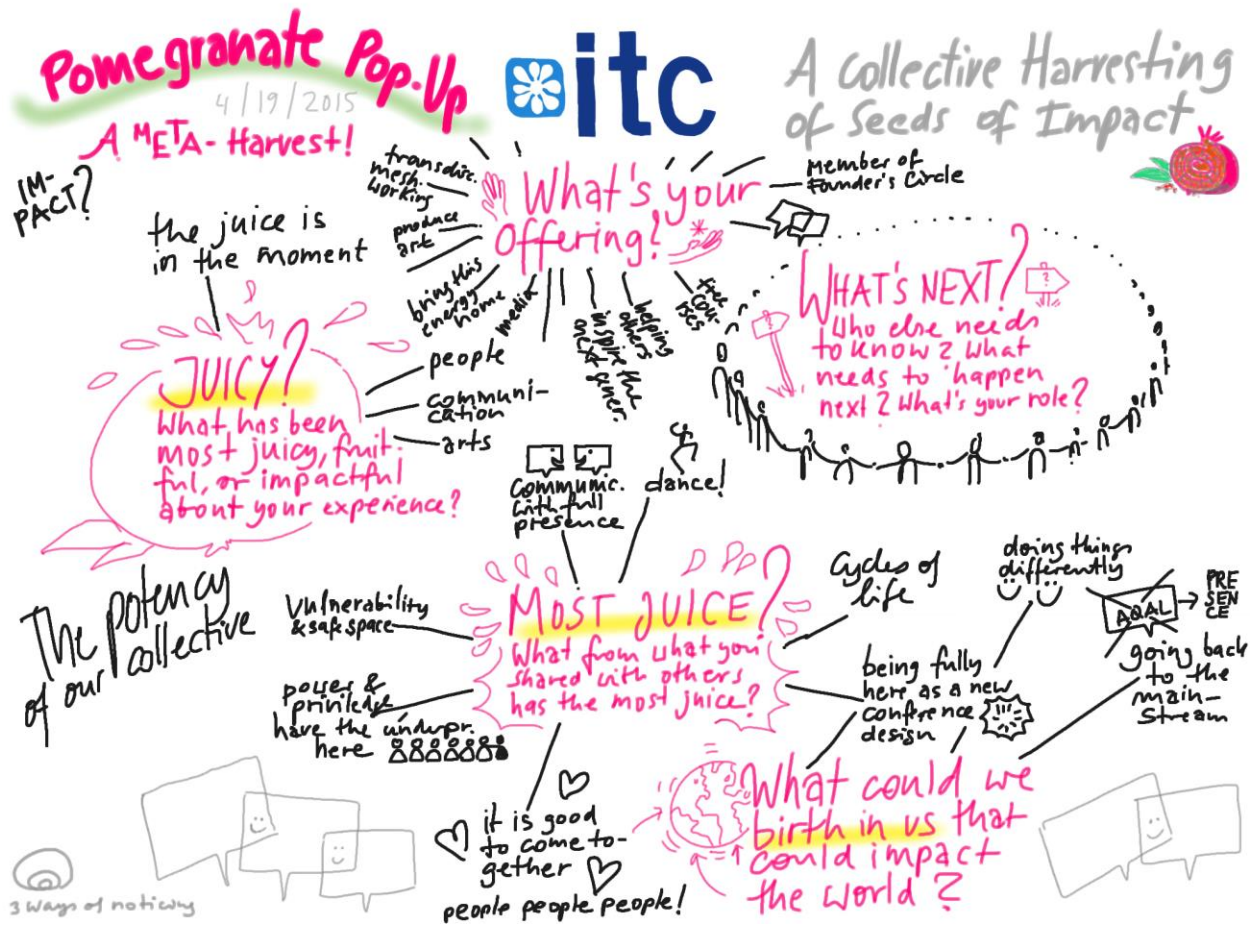 Pomegranate Pop-Up
4/19/2015
A META-Harvest!
itc
A Collective Harvesting
of Seeds of Impact
IM-
PACT?
the juice is
in the moment
transdisc.
mesh.
working
produce
art
bring this
energy
home
media
What's your
Offering?
inspire the
next gener.
helping
others
free
cou-
rses
Member of
Founder's Circle
WHAT'S NEXT?
Who else needs
to know? What
needs to happen
next? What's your role?
?
?
JUICY?
What has been
most juicy, fruit-
ful, or impactful
about your experience?
people
communi-
cation
arts
communic.
with full
presence
dance!
The potency
of our collective
Vulnerability
& safe space
power &
priviledge
have the underpr.
here
MOST JUICE?
What from what you
shared with others
has the most juice?
Cycles of
life
doing things
differently
being fully
here as a new
conference
design
AQAL
PRE
SEN
CE
going back
to the
main-
stream
it is good
to come to-
gether
people people people!
What could we
birth in us that
could impact
the world?
3 ways of noticing